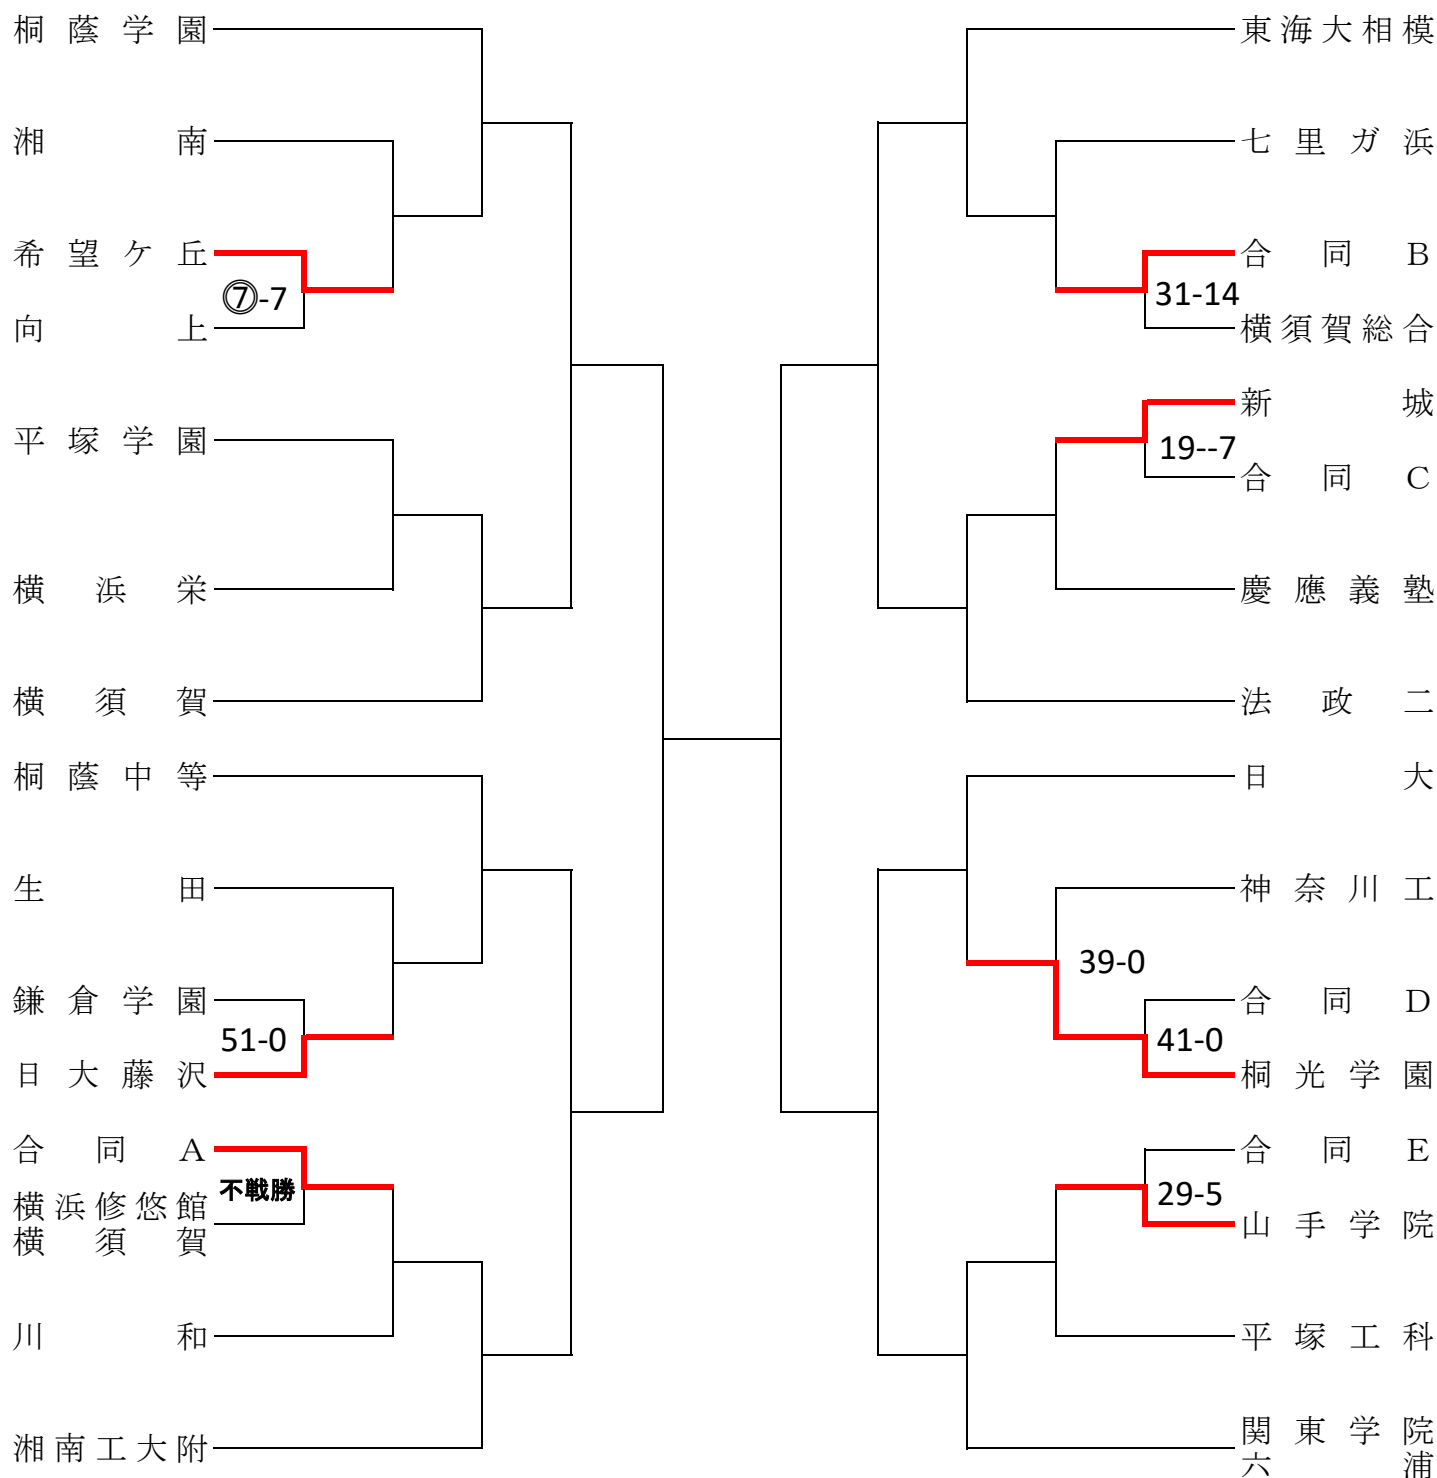 桐蔭学園
湘南
希望ケ丘
⑦-7
向上
平塚学園
横浜栄
横須賀
桐蔭中等
生田
鎌倉学園
51-0
日大藤沢
合同A
不戦勝
横浜修悠館
横須賀
川和
湘南工大附
東海大相模
七里ガ浜
合同B
31-14
横須賀総合
新城
19--7
合同C
慶應義塾
法政二
日大
神奈川工
39-0
合同D
41-0
桐光学園
合同E
29-5
山手学院
平塚工科
関東学院
六浦